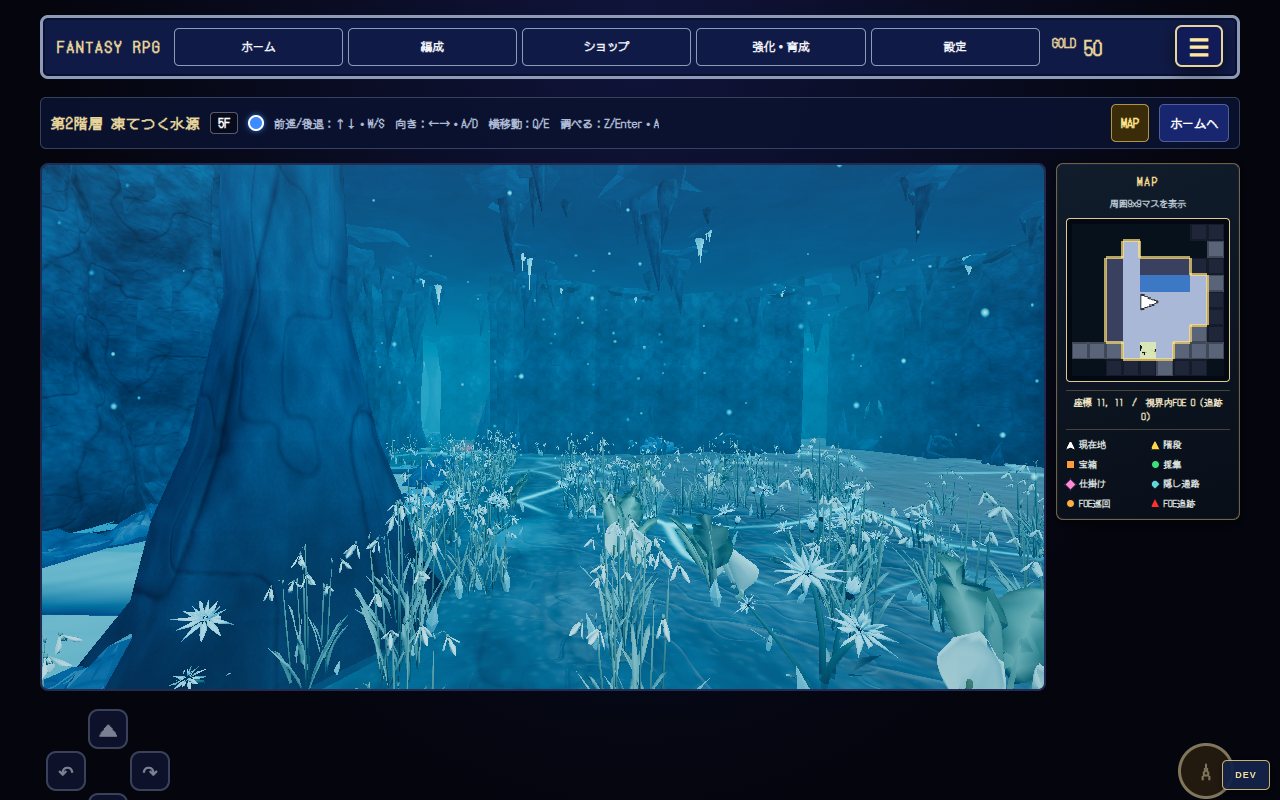 FANTASY RPG
ホーム
編成
ショップ
強化・育成
設定
GOLD 50
第2階層 凍てつく水源
5F
前進/後退：↑↓・W/S 向き：←→・A/D 横移動：Q/E 調べる：Z/Enter・A
MAP
ホームへ
MAP
周囲9x9マスを表示
座標 11, 11 / 視界内FOE 0（追跡
0）
現在地
階段
宝箱
採集
仕掛け
隠し通路
FOE巡回
FOE追跡
A
DEV